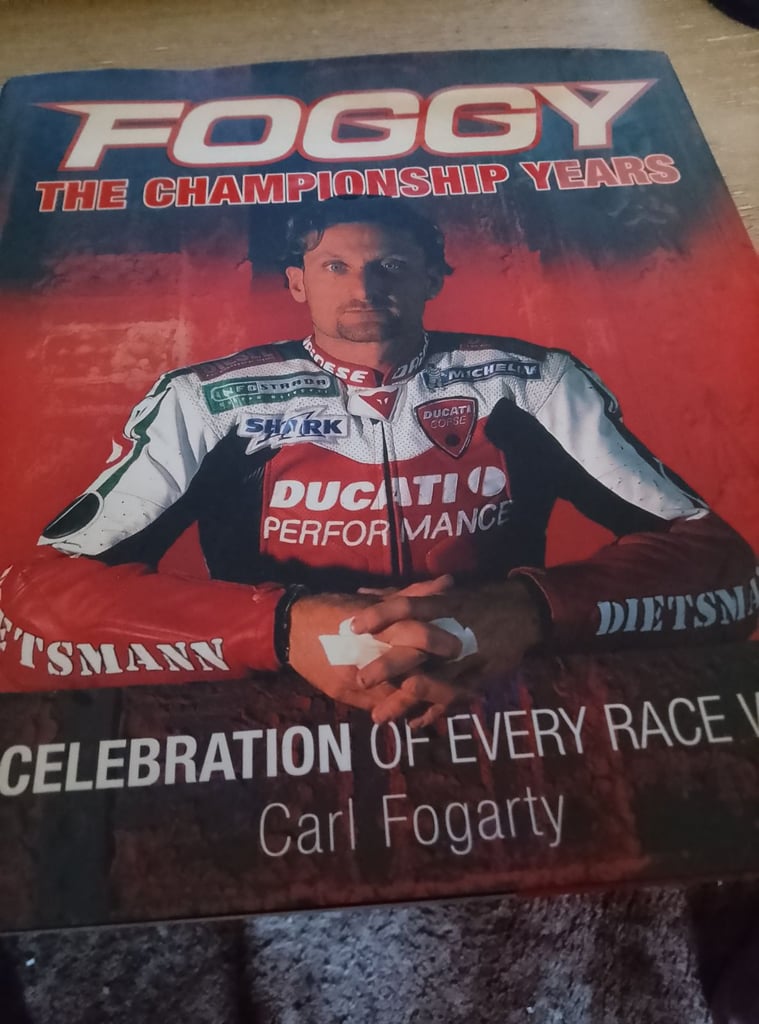 FOGGY
THE CHAMPIONSHIP YEARS
INFOSTRADA
MICHELIN
SHARK
DUCATI
CORSE
DUCATI
PERFORMANCE
ETSMANN
DIETSMA
CELEBRATION OF EVERY RACE W
Carl Fogarty